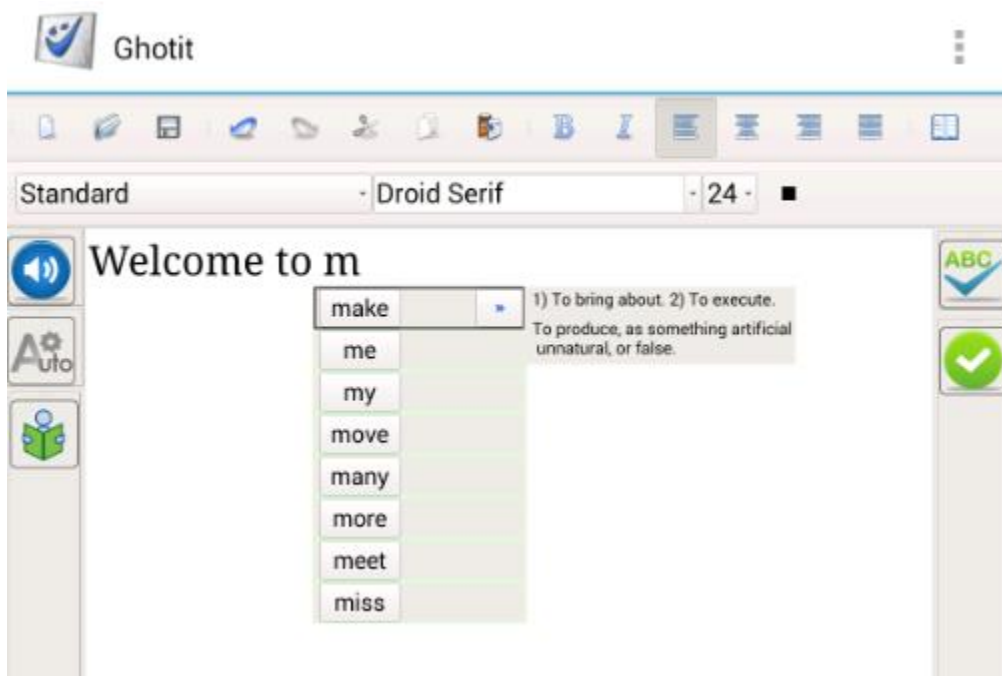 Ghotit
B I
Standard Droid Serif 24
Welcome to m
make » 1) To bring about. 2) To execute.
To produce, as something artificial
unnatural, or false.
me
my
move
many
more
meet
miss
Auto
ABC